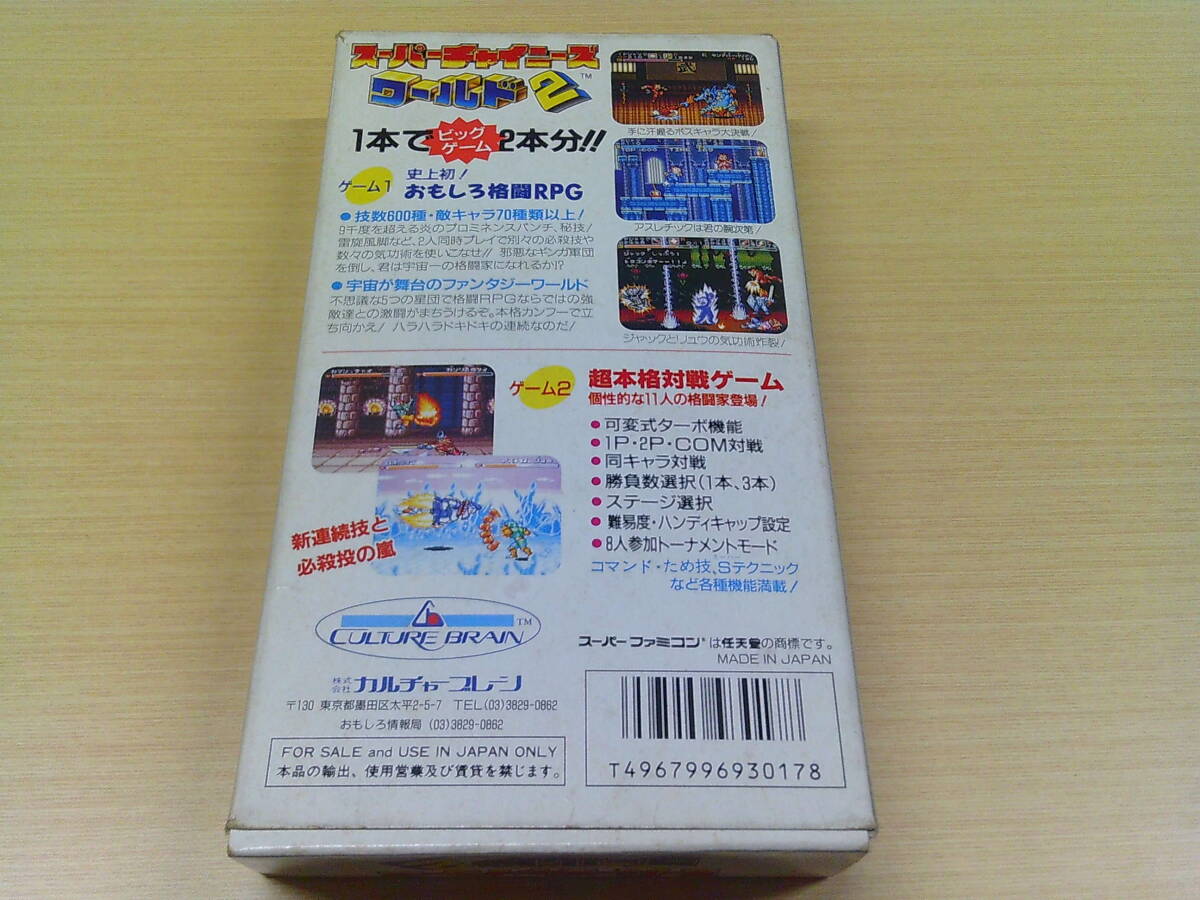 スーパーチャイニーズ
ワールド2™
1本でビッグゲーム2本分!!
ゲーム1
史上初!
おもしろ格闘RPG
●技数600種・敵キャラ70種類以上!
9千度を超える炎のプロミネンスパンチ、秘技!
雷旋風脚など、2人同時プレイで別々の必殺技や
数々の気功術を使いこなせ!! 邪悪なギンガ軍団
を倒し、君は宇宙一の格闘家になれるか!?
●宇宙が舞台のファンタジーワールド
不思議な5つの星団で格闘RPGならではの強
敵達との激闘がまちうけるぞ。本格カンフーで立
ち向かえ! ハラハラドキドキの連続なのだ!
手に汗握るボスキャラ大決戦!
アスレチックは君の腕次第!
ジャックとリュウの気功術炸裂!
ゲーム2
超本格対戦ゲーム
個性的な11人の格闘家登場!
●可変式ターボ機能
●1P・2P・COM対戦
●同キャラ対戦
●勝負数選択(1本、3本)
●ステージ選択
●難易度・ハンディキャップ設定
●8人参加トーナメントモード
コマンド・ため技、Sテクニック
など各種機能満載!
新連続技と
必殺投の嵐
CULTURE BRAIN™
株式会社 カルチャーブレーン
〒130 東京都墨田区太平2-5-7 TEL(03)3829-0862
おもしろ情報局 (03)3829-0862
FOR SALE and USE IN JAPAN ONLY
本品の輸出、使用営業及び賃貸を禁じます。
スーパーファミコン®は任天堂の商標です。
MADE IN JAPAN
T4967996930178